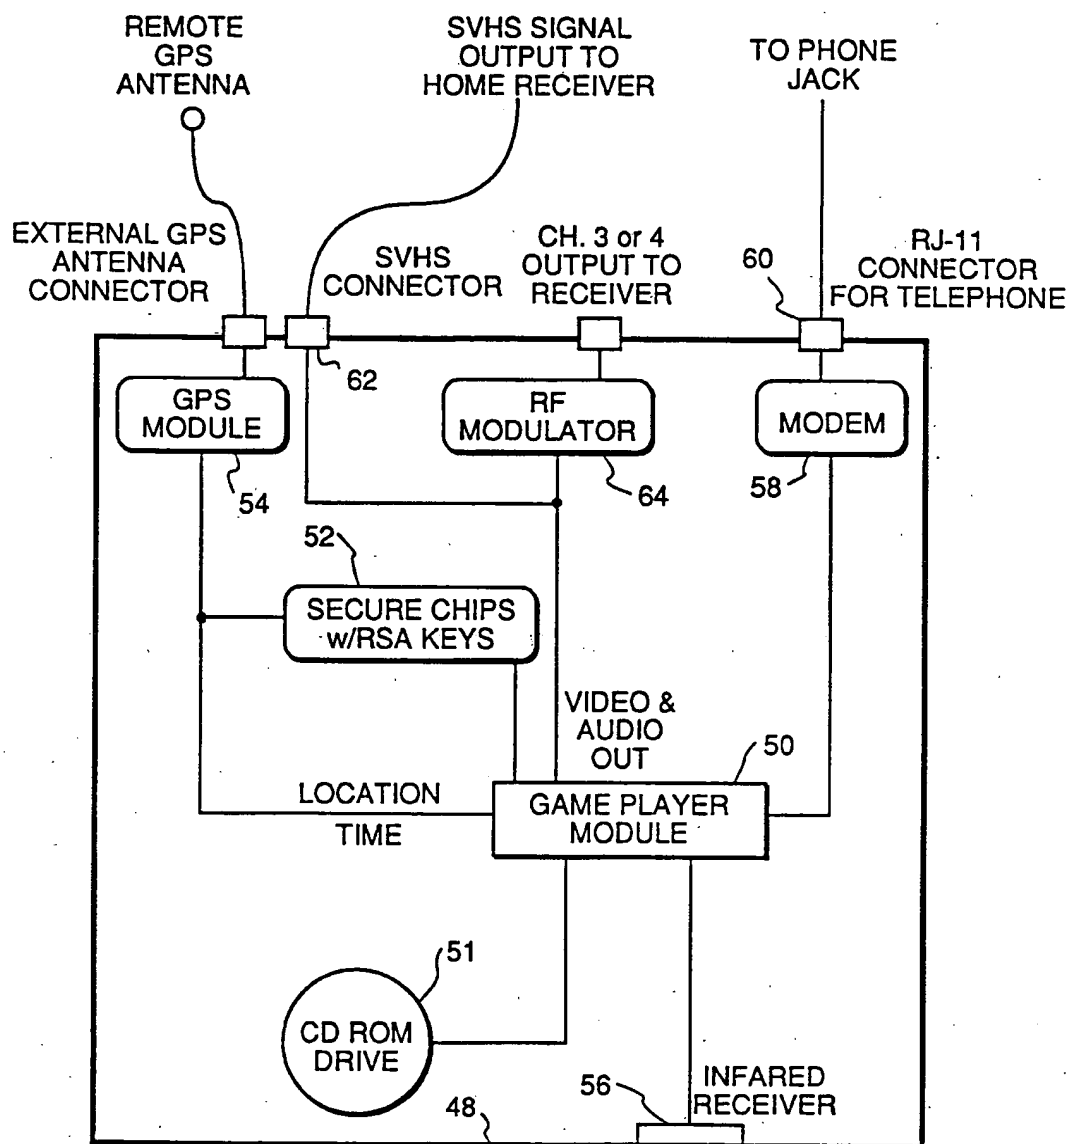 REMOTE
GPS
ANTENNA
SVHS SIGNAL
OUTPUT TO
HOME RECEIVER
TO PHONE
JACK
EXTERNAL GPS
ANTENNA
CONNECTOR
SVHS
CONNECTOR
CH. 3 or 4
OUTPUT TO
RECEIVER
60
RJ-11
CONNECTOR
FOR TELEPHONE
62
GPS
MODULE
RF
MODULATOR
MODEM
54
64
58
52
SECURE CHIPS
w/RSA KEYS
VIDEO &
AUDIO
OUT
50
LOCATION
TIME
GAME PLAYER
MODULE
51
CD ROM
DRIVE
56
INFARED
RECEIVER
48